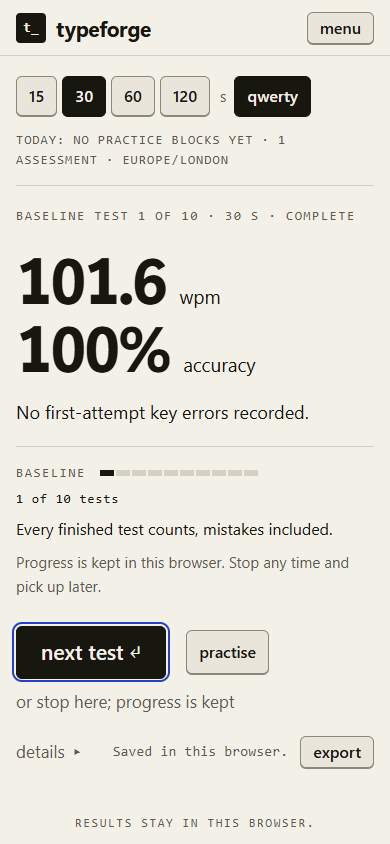 t_ typeforge menu
15 30 60 120 s qwerty
TODAY: NO PRACTICE BLOCKS YET · 1
ASSESSMENT · EUROPE/LONDON
BASELINE TEST 1 OF 10 · 30 S · COMPLETE
101.6 wpm
100% accuracy
No first-attempt key errors recorded.
BASELINE
1 of 10 tests
Every finished test counts, mistakes included.
Progress is kept in this browser. Stop any time and
pick up later.
next test ↵ practise
or stop here; progress is kept
details ▸ Saved in this browser. export
RESULTS STAY IN THIS BROWSER.